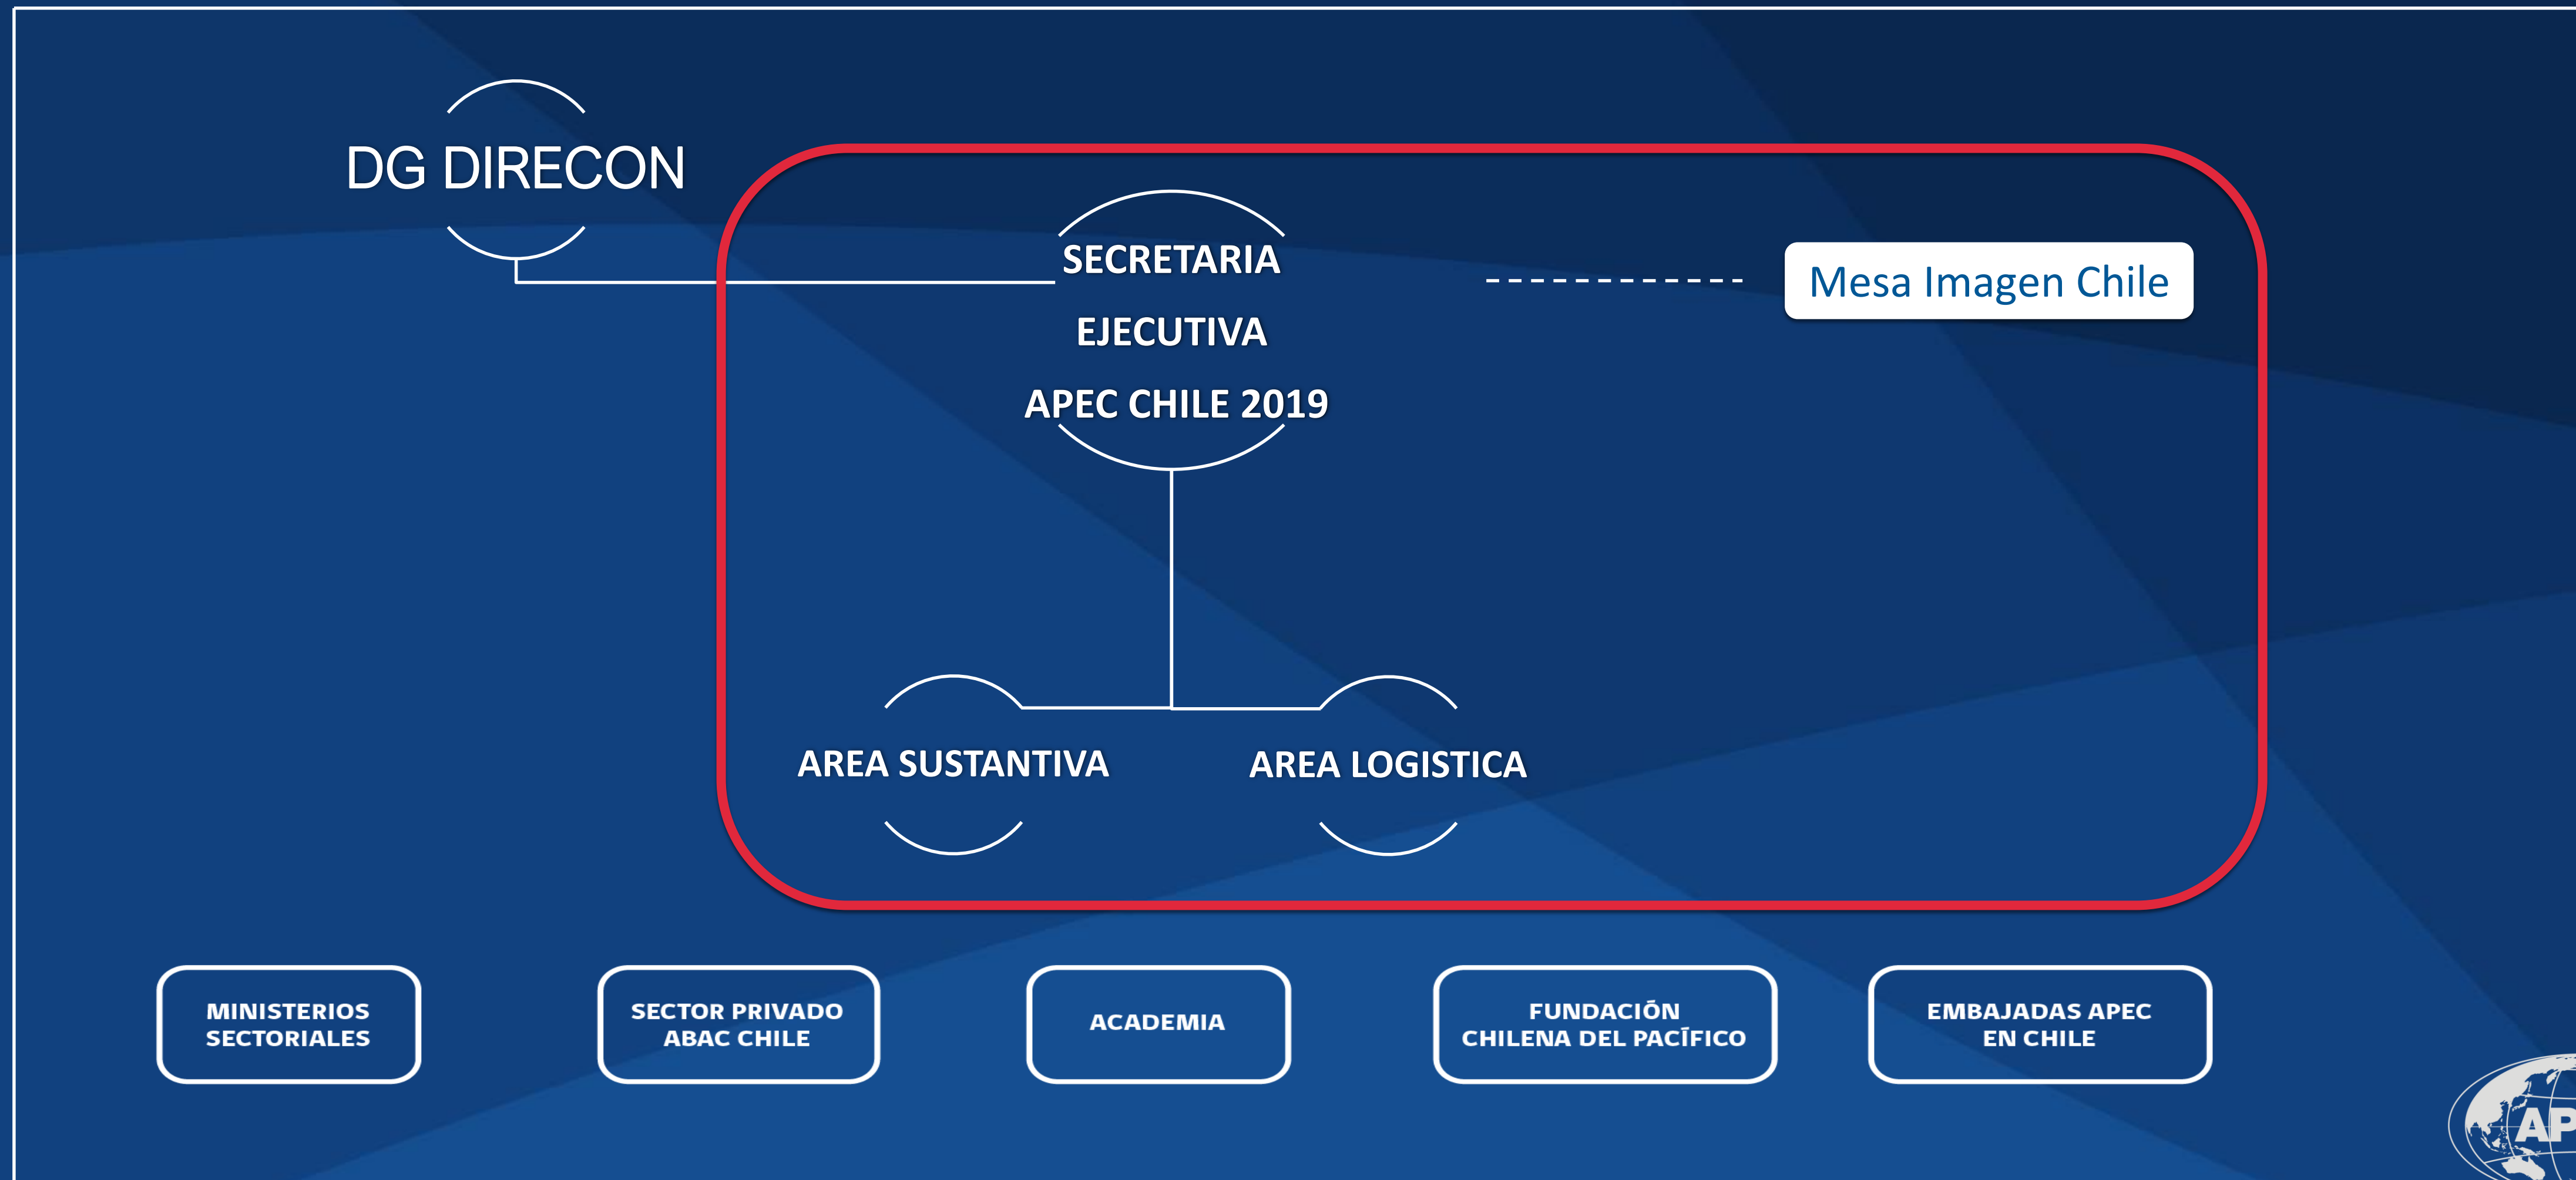 DG DIRECON
SECRETARIA
EJECUTIVA
APEC CHILE 2019
Mesa Imagen Chile
AREA SUSTANTIVA
AREA LOGISTICA
MINISTERIOS
SECTORIALES
SECTOR PRIVADO
ABAC CHILE
ACADEMIA
FUNDACIÓN
CHILENA DEL PACÍFICO
EMBAJADAS APEC
EN CHILE